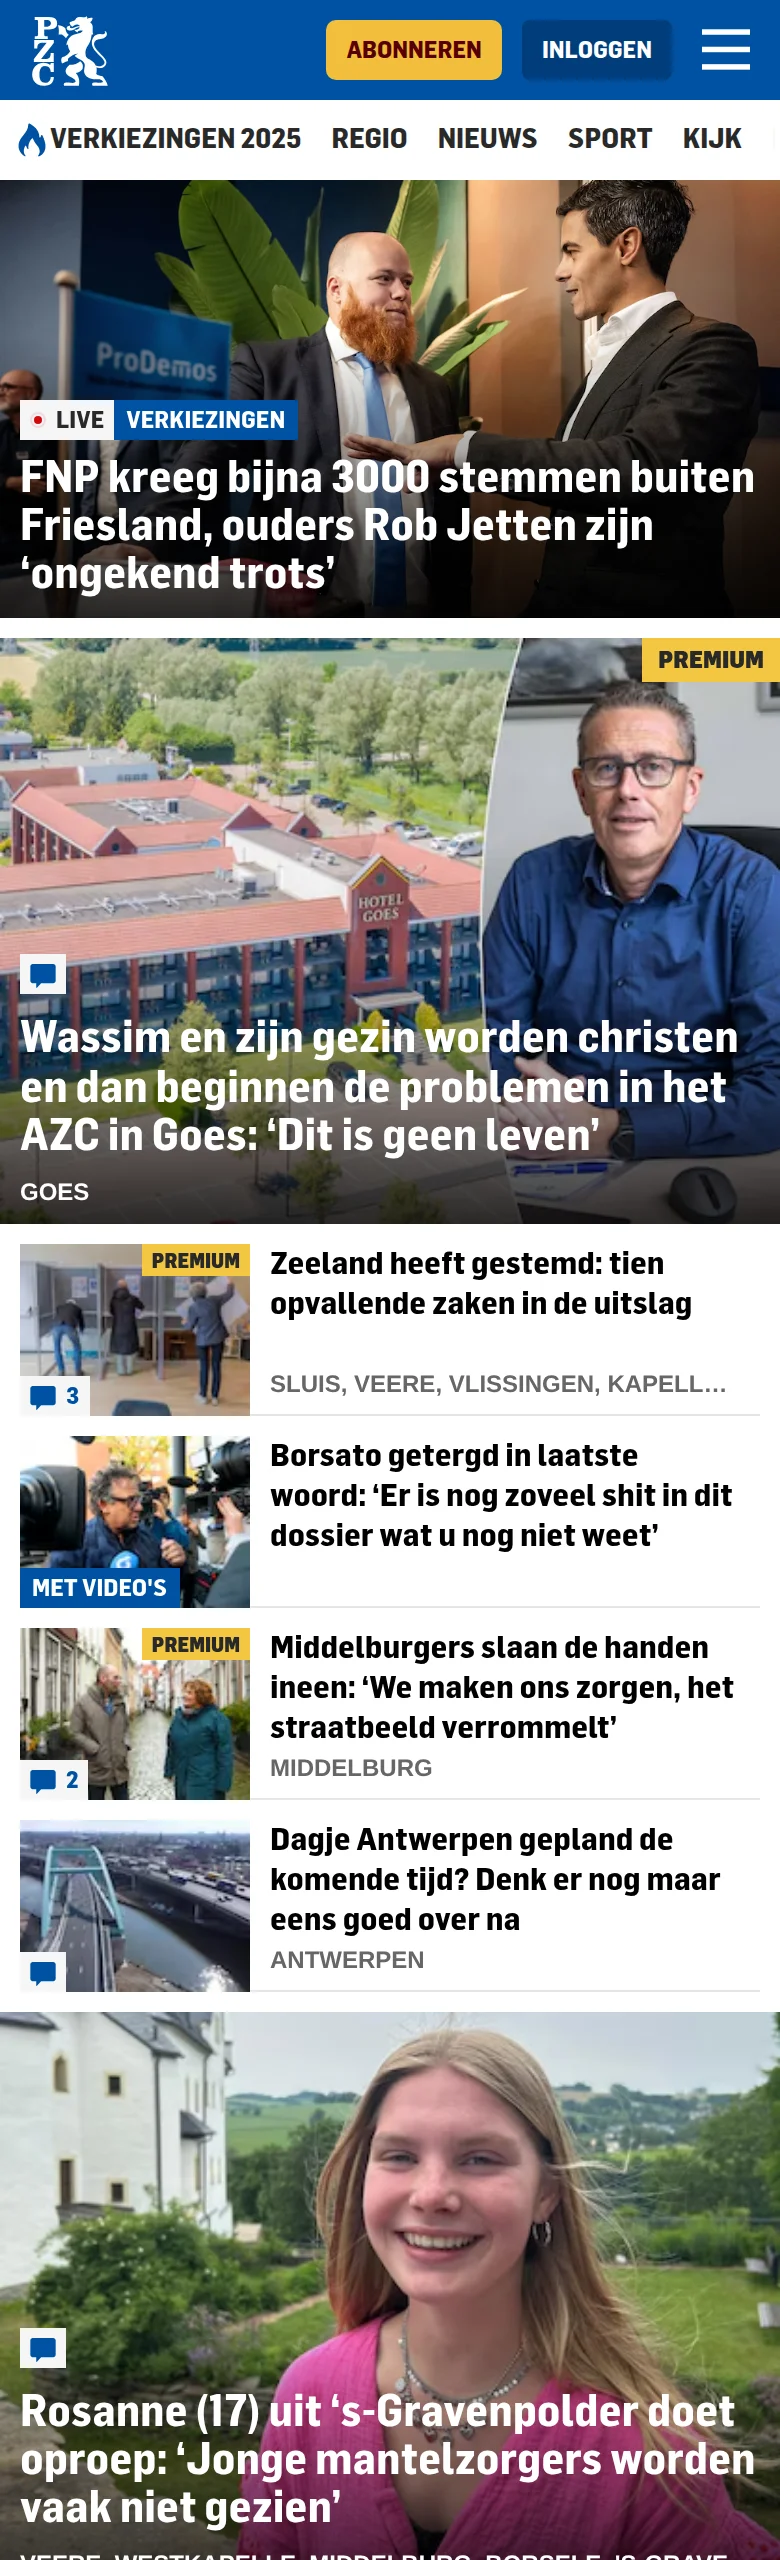 PZC
ABONNEREN
INLOGGEN
VERKIEZINGEN 2025
REGIO
NIEUWS
SPORT
KIJK
ProDemos
LIVE
VERKIEZINGEN
FNP kreeg bijna 3000 stemmen buiten
Friesland, ouders Rob Jetten zijn
‘ongekend trots’
PREMIUM
HOTEL
GOES
Wassim en zijn gezin worden christen
en dan beginnen de problemen in het
AZC in Goes: ‘Dit is geen leven’
GOES
PREMIUM
3
Zeeland heeft gestemd: tien
opvallende zaken in de uitslag
SLUIS, VEERE, VLISSINGEN, KAPELL…
MET VIDEO'S
Borsato getergd in laatste
woord: ‘Er is nog zoveel shit in dit
dossier wat u nog niet weet’
PREMIUM
2
Middelburgers slaan de handen
ineen: ‘We maken ons zorgen, het
straatbeeld verrommelt’
MIDDELBURG
Dagje Antwerpen gepland de
komende tijd? Denk er nog maar
eens goed over na
ANTWERPEN
Rosanne (17) uit ‘s-Gravenpolder doet
oproep: ‘Jonge mantelzorgers worden
vaak niet gezien’
VEERE, WESTKAPELLE, MIDDELBURG, BORSELE, 'S-GRAVE…